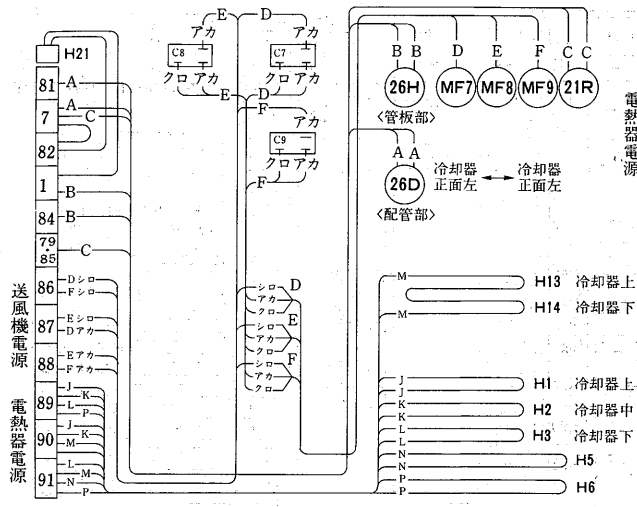 H21
81
7
82
1
84
79
・
85
86
87
88
89
90
91
送風機電源
電熱器電源
A
A
C
B
B
C
Dシロ
Fシロ
Eシロ
Dアカ
Eアカ
Fアカ
J
K
L
P
J
K
M
L
M
N
P
E
D
アカ
アカ
C8
C7
クロ アカ
クロ アカ
E
D
F
アカ
C9
クロ アカ
F
シロ
アカ
クロ
D
シロ
アカ
クロ
E
シロ
アカ
クロ
F
B B D E F C C
26H
MF7
MF8
MF9
21R
<管板部>
A A
26D
<配管部>
冷却器
正面左
冷却器
正面左
電熱器電源
M
H13 冷却器上
H14 冷却器下
M
J
H1 冷却器上
J
K
H2 冷却器中
K
L
H3 冷却器下
L
N
H5
N
P
H6
P